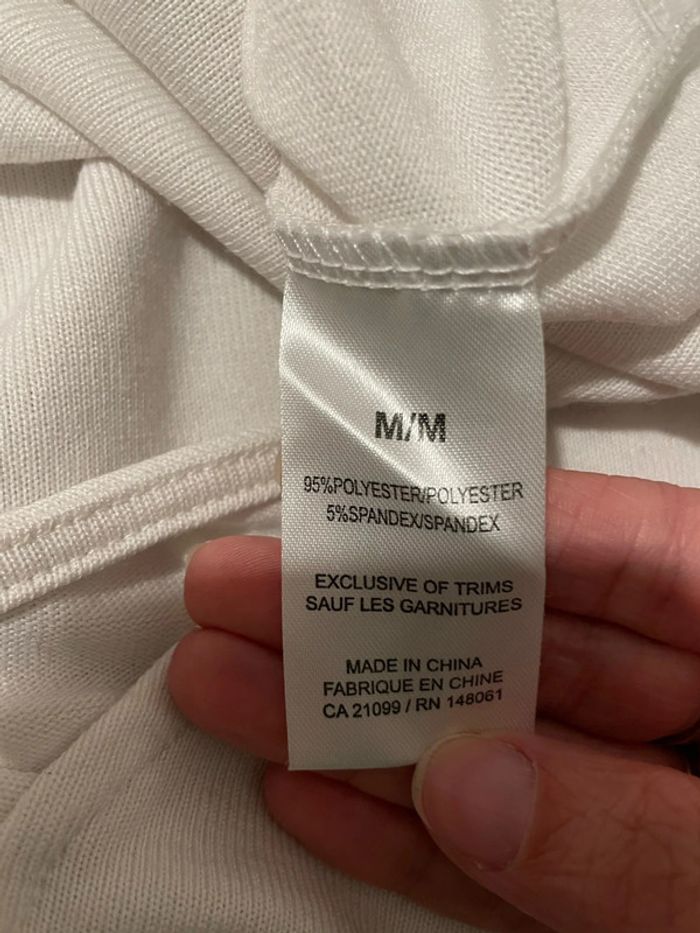 M/M
95%POLYESTER/POLYESTER
5%SPANDEX/SPANDEX
EXCLUSIVE OF TRIMS
SAUF LES GARNITURES
MADE IN CHINA
FABRIQUE EN CHINE
CA 21099 / RN 148061